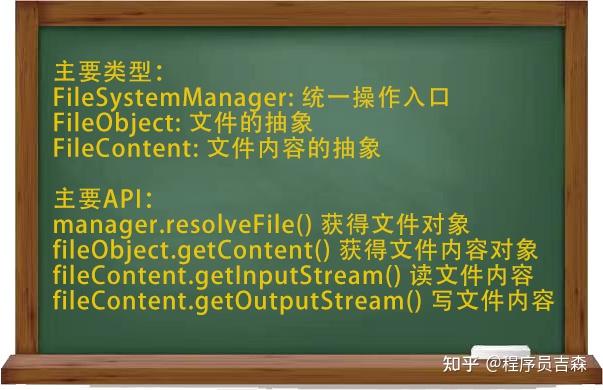 主要类型：
FileSystemManager: 统一操作入口
FileObject: 文件的抽象
FileContent: 文件内容的抽象
主要API：
manager.resolveFile() 获得文件对象
fileObject.getContent() 获得文件内容对象
fileContent.getInputStream() 读文件内容
fileContent.getOutputStream() 写文件内容
知乎 @程序员吉森